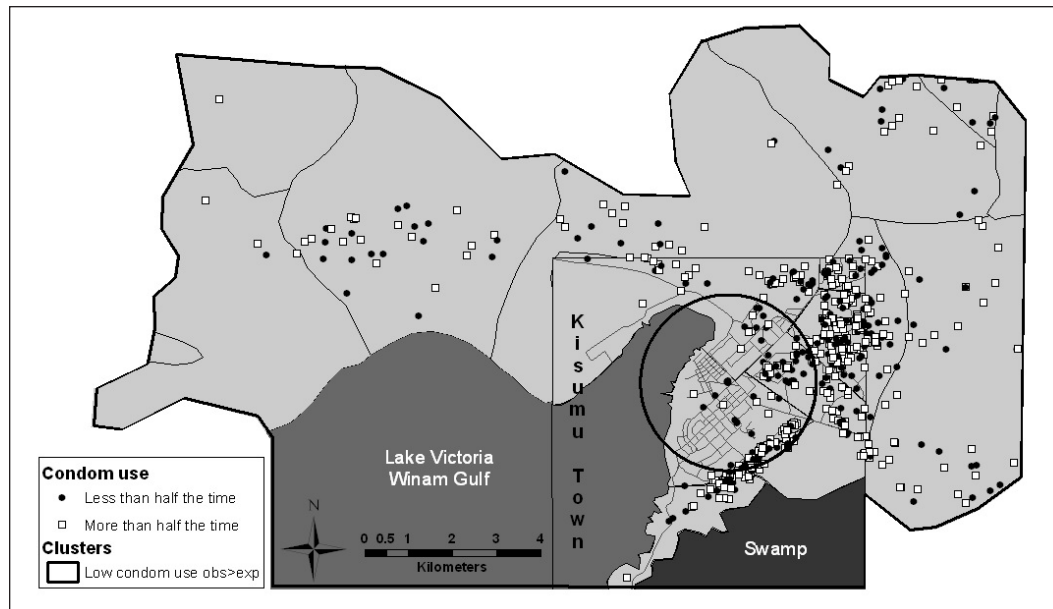 Kisumu Town
Lake Victoria
Winam Gulf
Swamp
Condom use
Less than half the time
More than half the time
Clusters
Low condom use obs>exp
N
0 0.5 1 2 3 4
Kilometers